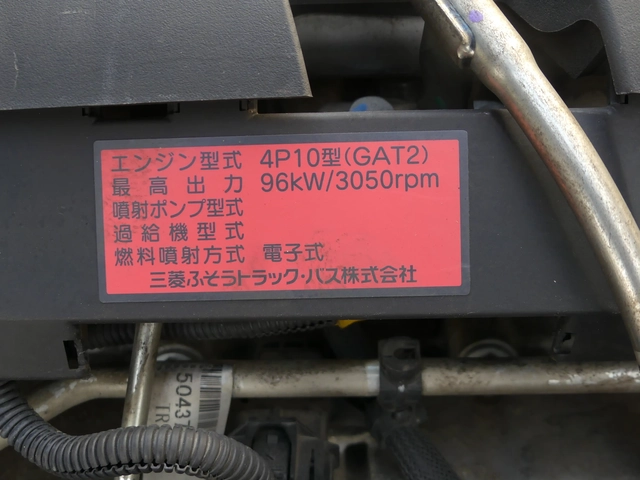 エンジン型式 4P10型(GAT2)
最高出力 96kW/3050rpm
噴射ポンプ型式
過給機型式
燃料噴射方式 電子式
三菱ふそうトラック・バス株式会社
5043